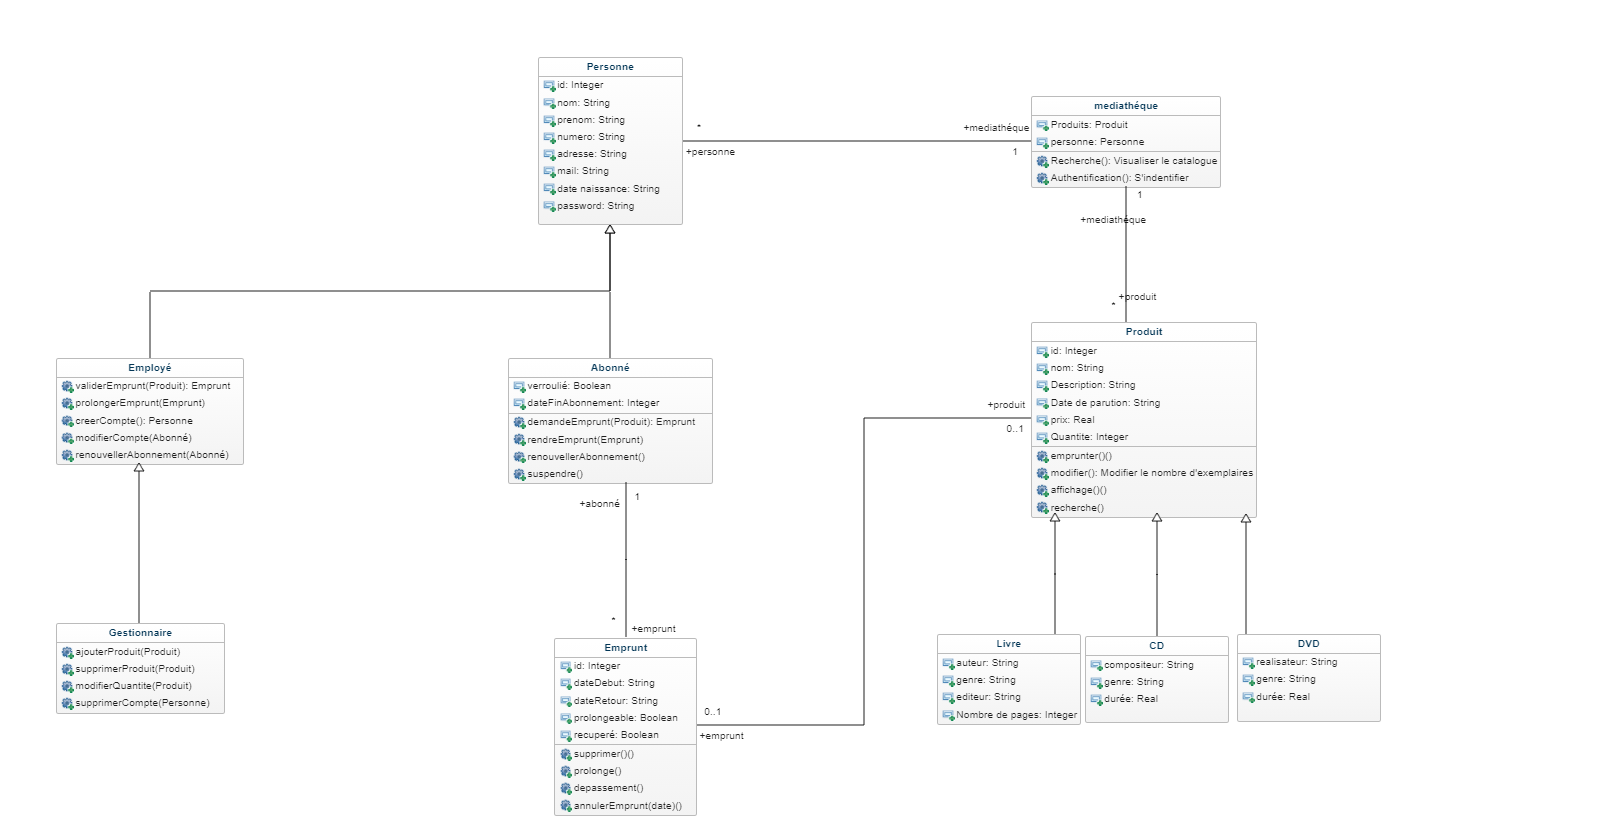 Personne
id: Integer
nom: String
prenom: String
numero: String
adresse: String
mail: String
date naissance: String
password: String
*
+personne
+mediathéque
1
mediathéque
Produits: Produit
personne: Personne
Recherche(): Visualiser le catalogue
Authentification(): S'indentifier
1
+mediathéque
+produit
*
Produit
id: Integer
nom: String
Description: String
Date de parution: String
prix: Real
Quantite: Integer
emprunter()()
modifier(): Modifier le nombre d'exemplaires
affichage()()
recherche()
+produit
0..1
Employé
validerEmprunt(Produit): Emprunt
prolongerEmprunt(Emprunt)
creerCompte(): Personne
modifierCompte(Abonné)
renouvellerAbonnement(Abonné)
Abonné
verroulié: Boolean
dateFinAbonnement: Integer
demandeEmprunt(Produit): Emprunt
rendreEmprunt(Emprunt)
renouvellerAbonnement()
suspendre()
1
+abonné
*
+emprunt
Gestionnaire
ajouterProduit(Produit)
supprimerProduit(Produit)
modifierQuantite(Produit)
supprimerCompte(Personne)
Emprunt
id: Integer
dateDebut: String
dateRetour: String
prolongeable: Boolean
recuperé: Boolean
supprimer()()
prolonge()
depassement()
annulerEmprunt(date)()
0..1
+emprunt
Livre
auteur: String
genre: String
editeur: String
Nombre de pages: Integer
CD
compositeur: String
genre: String
durée: Real
DVD
realisateur: String
genre: String
durée: Real